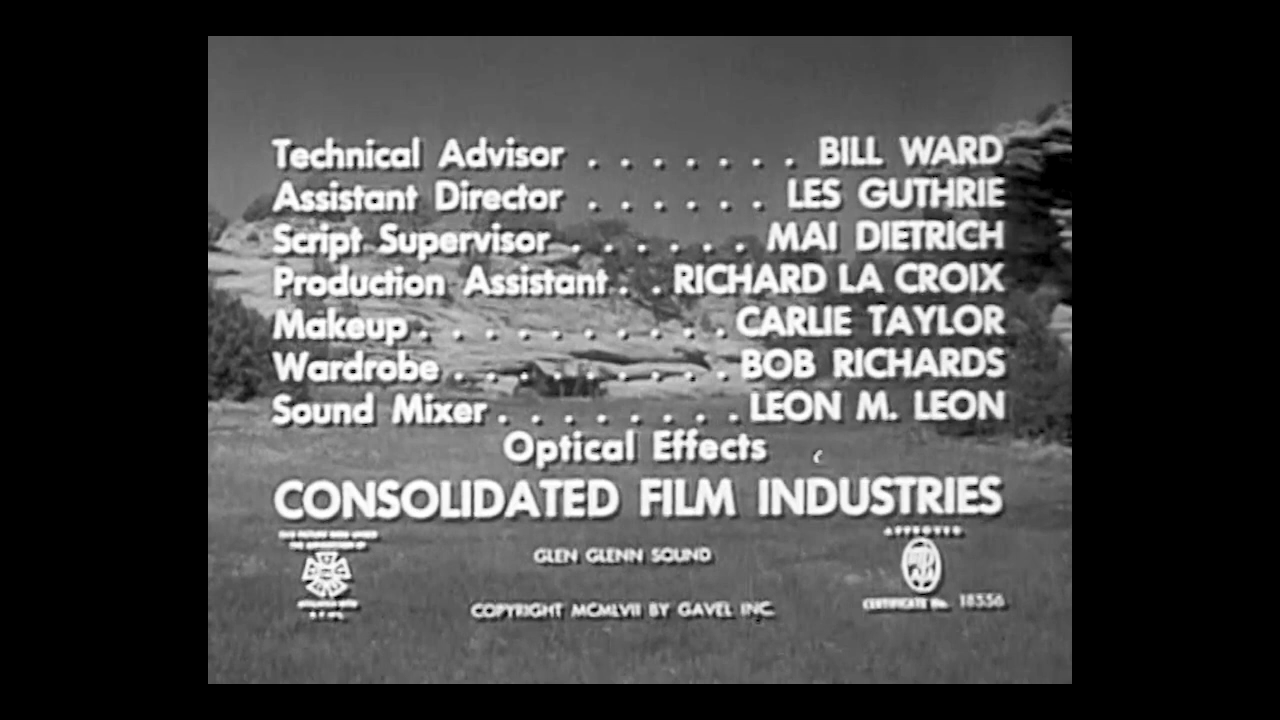 Technical Advisor . . . . . . . BILL WARD
Assistant Director . . . . . . LES GUTHRIE
Script Supervisor . . . . . . MAI DIETRICH
Production Assistant . . RICHARD LA CROIX
Makeup . . . . . . . . . . CARLIE TAYLOR
Wardrobe . . . . . . . . . BOB RICHARDS
Sound Mixer . . . . . . . . LEON M. LEON
Optical Effects
CONSOLIDATED FILM INDUSTRIES
APPROVED
GLEN GLENN SOUND
CERTIFICATE No. 18556
COPYRIGHT MCMLVII BY GAVEL INC.